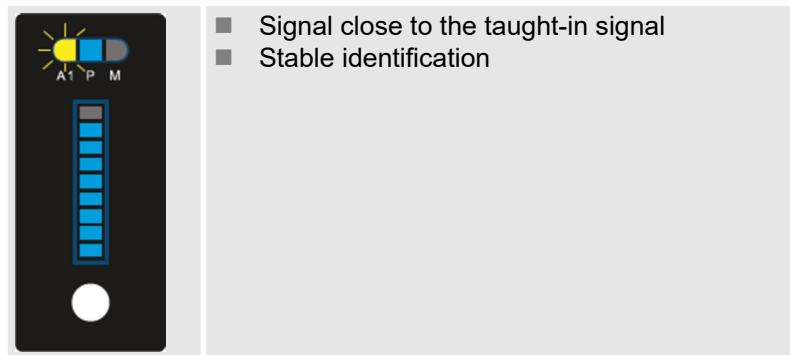 A1 P M
Signal close to the taught-in signal
Stable identification